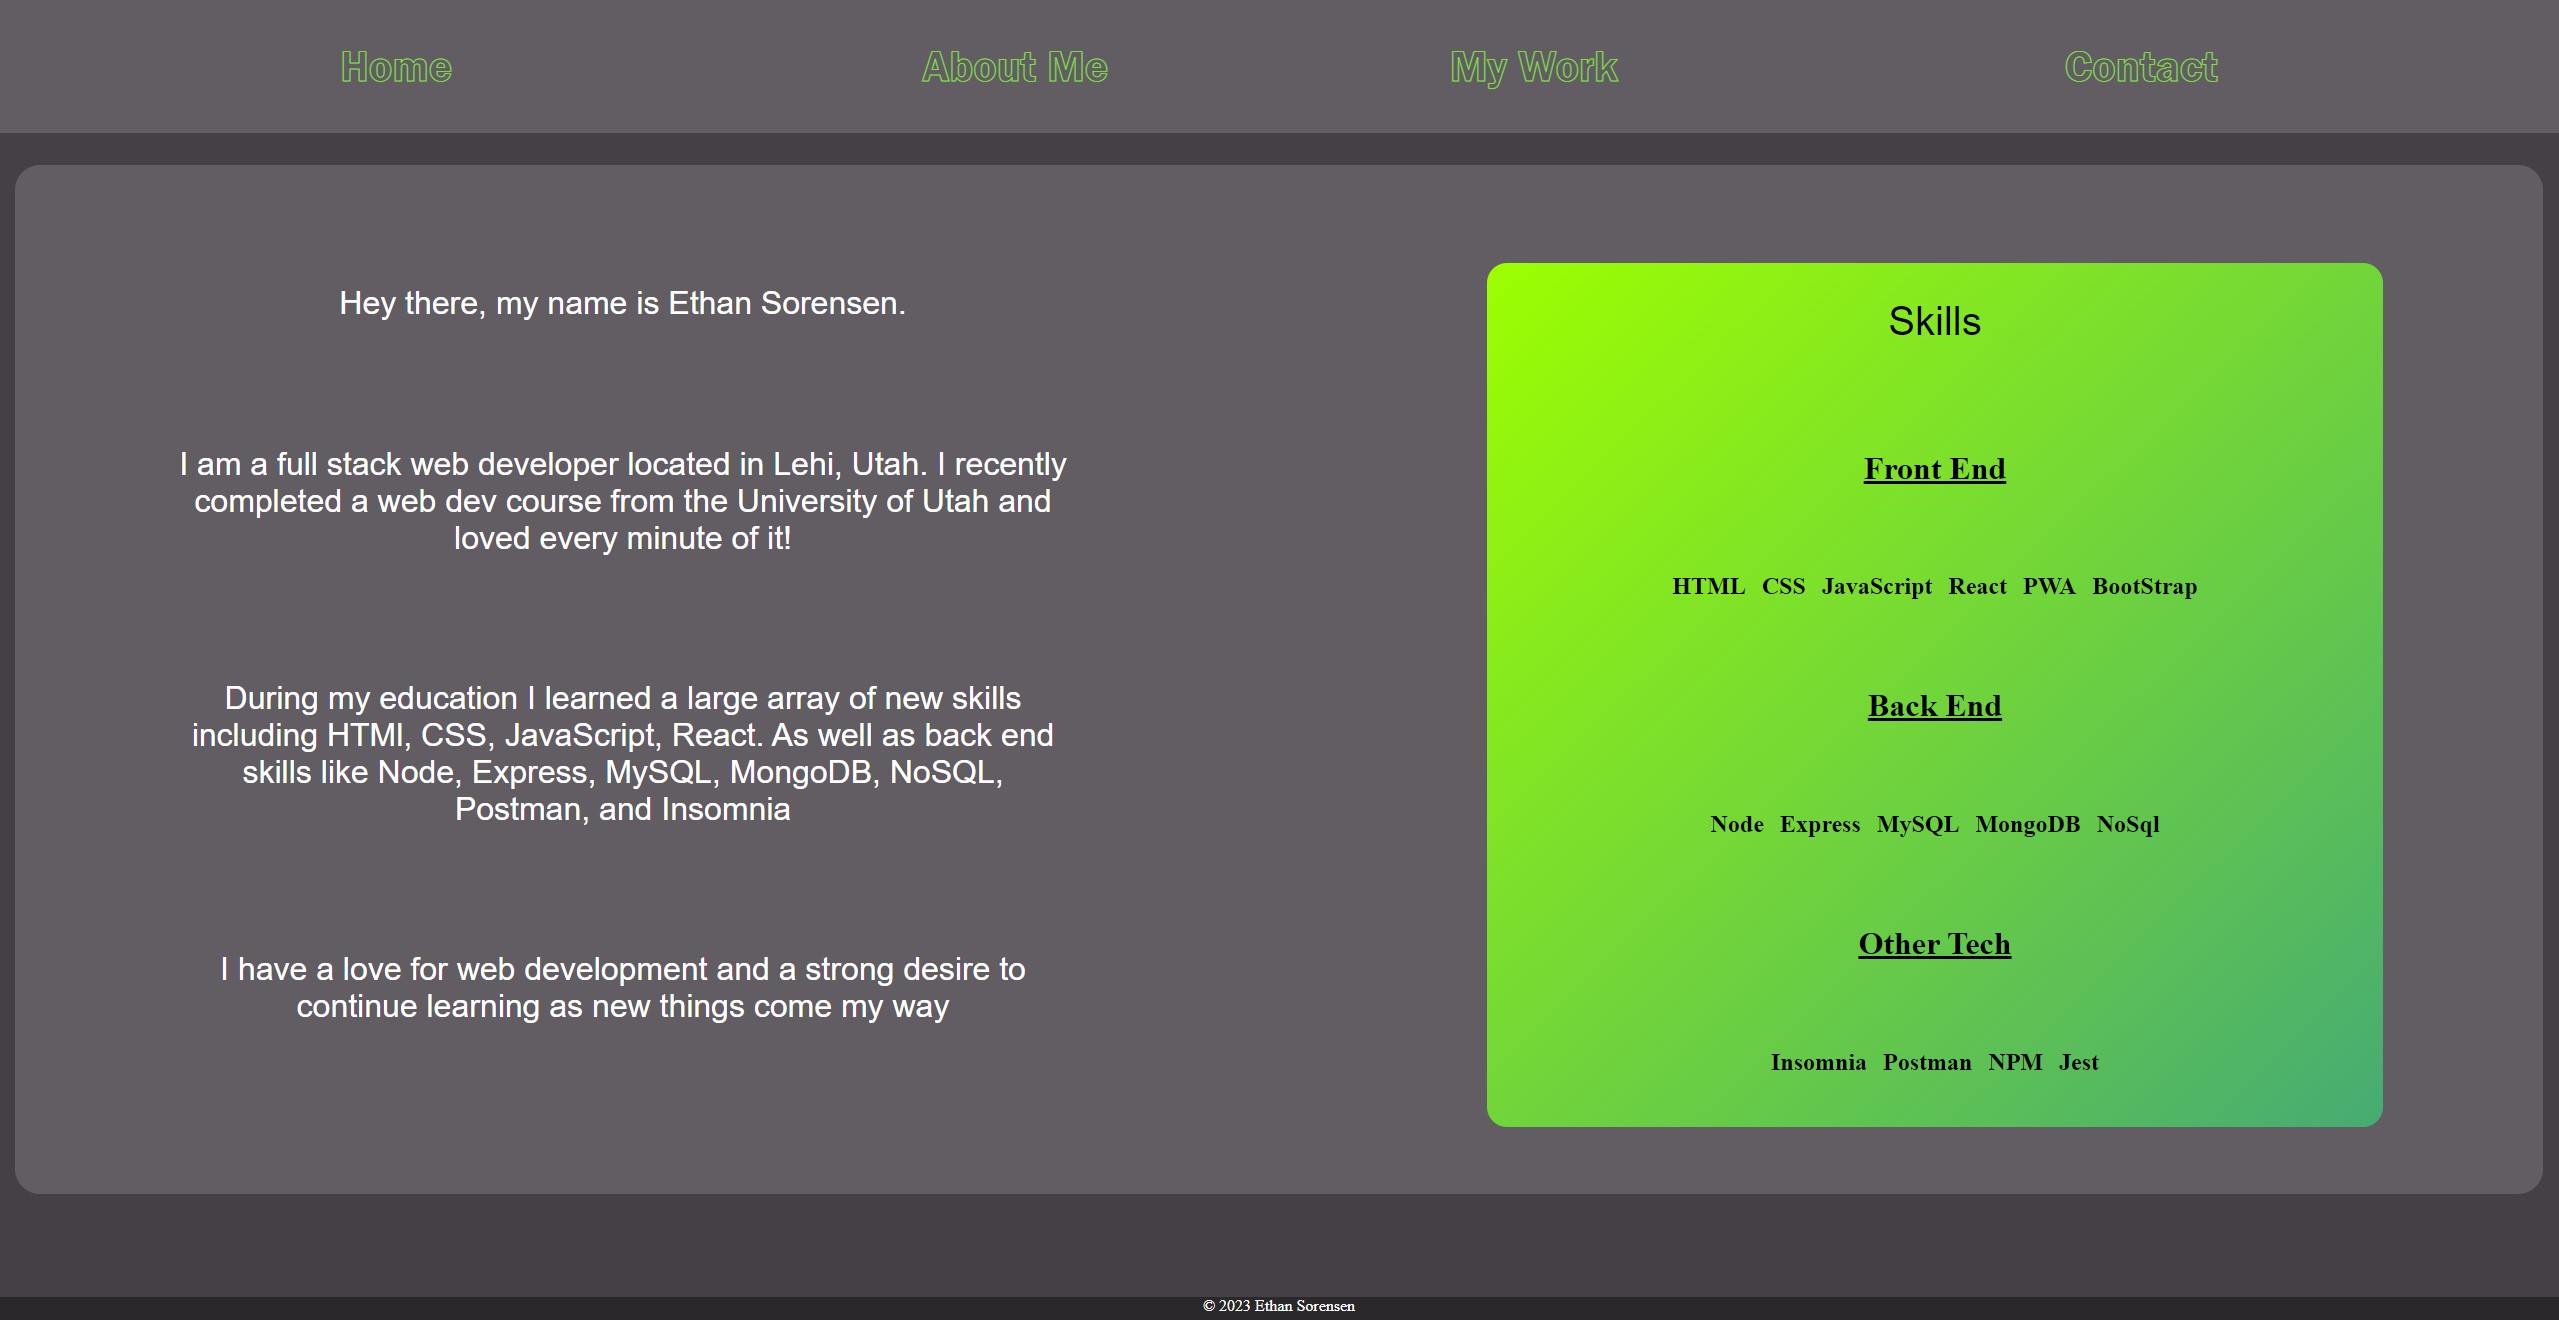 Home About Me My Work Contact
Hey there, my name is Ethan Sorensen.
I am a full stack web developer located in Lehi, Utah. I recently
completed a web dev course from the University of Utah and
loved every minute of it!
During my education I learned a large array of new skills
including HTMl, CSS, JavaScript, React. As well as back end
skills like Node, Express, MySQL, MongoDB, NoSQL,
Postman, and Insomnia
I have a love for web development and a strong desire to
continue learning as new things come my way
Skills
Front End
HTML CSS JavaScript React PWA BootStrap
Back End
Node Express MySQL MongoDB NoSql
Other Tech
Insomnia Postman NPM Jest
© 2023 Ethan Sorensen